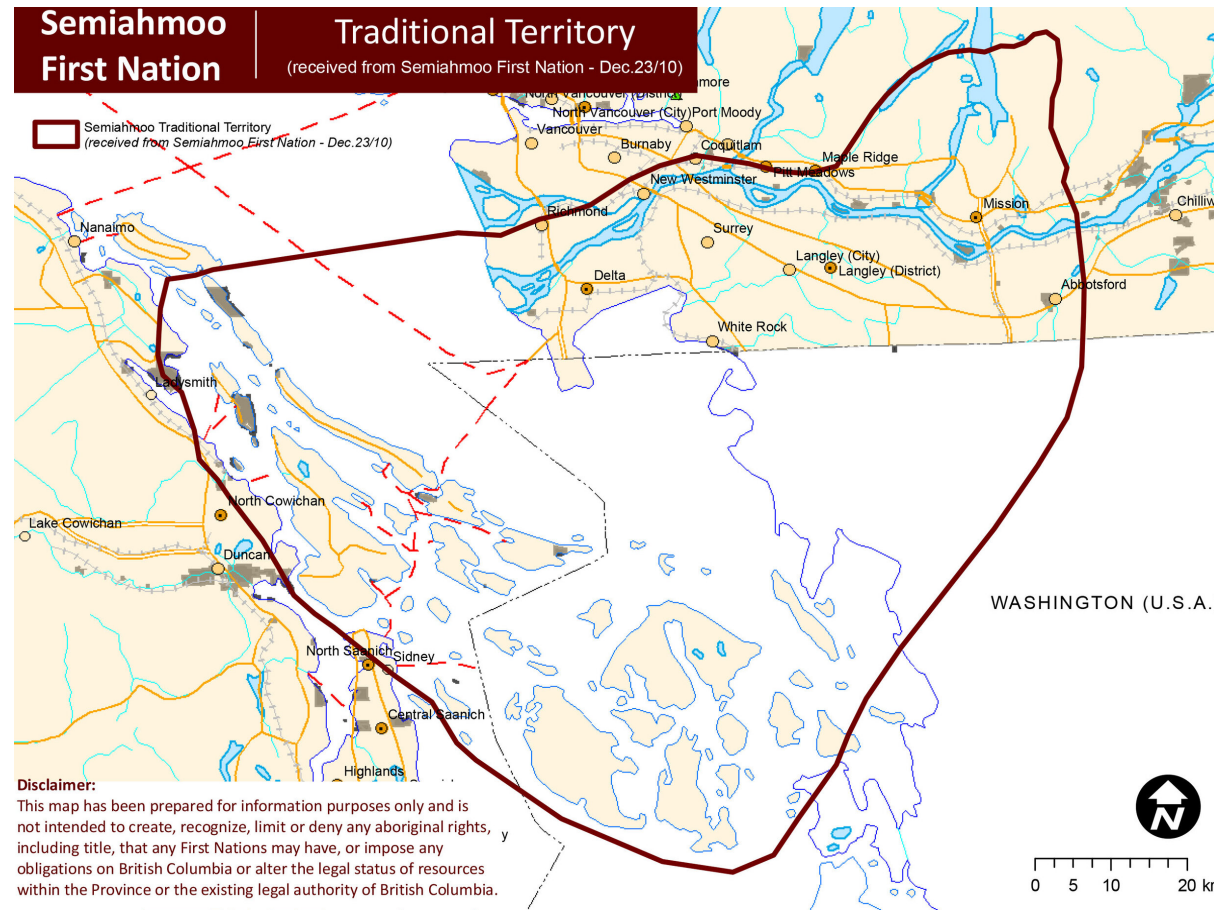 Semiahmoo
First Nation
Traditional Territory
(received from Semiahmoo First Nation - Dec.23/10)
Semiahmoo Traditional Territory
(received from Semiahmoo First Nation - Dec.23/10)
North Vancouver (City)
Port Moody
Vancouver
Burnaby
Coquitlam
Maple Ridge
Pitt Meadows
New Westminster
Mission
Richmond
Nanaimo
Surrey
Langley (City)
Langley (District)
Delta
Abbotsford
White Rock
Ladysmith
North Cowichan
Lake Cowichan
Duncan
WASHINGTON (U.S.A.
North Saanich
Sidney
Central Saanich
Highlands
Disclaimer:
This map has been prepared for information purposes only and is
not intended to create, recognize, limit or deny any aboriginal rights,
including title, that any First Nations may have, or impose any
obligations on British Columbia or alter the legal status of resources
within the Province or the existing legal authority of British Columbia.
y
N
0 5 10 20 km